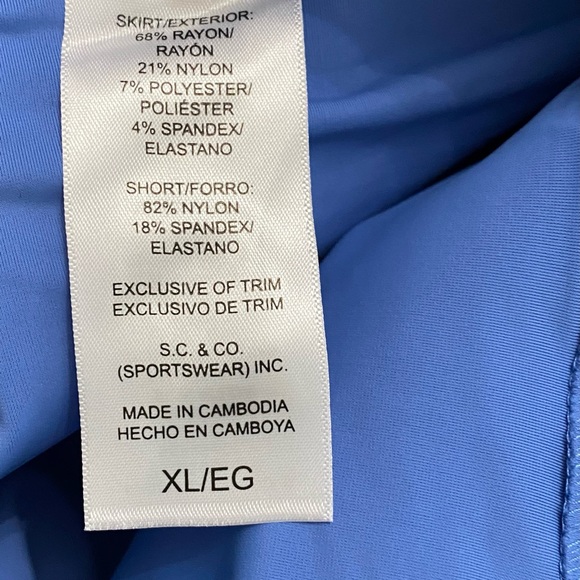 SKIRT/EXTERIOR:
68% RAYON/
RAYÓN
21% NYLON
7% POLYESTER/
POLIÉSTER
4% SPANDEX/
ELASTANO
SHORT/FORRO:
82% NYLON
18% SPANDEX/
ELASTANO
EXCLUSIVE OF TRIM
EXCLUSIVO DE TRIM
S.C. & CO.
(SPORTSWEAR) INC.
MADE IN CAMBODIA
HECHO EN CAMBOYA
XL/EG